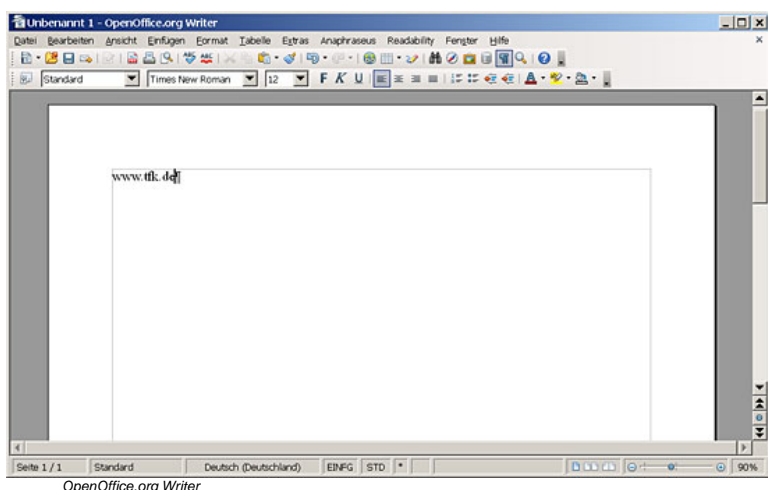 Unbenannt 1 - OpenOffice.org Writer
Datei Bearbeiten Ansicht Einfügen Format Tabelle Extras Anaphraseus Readability Fenster Hilfe
Standard Times New Roman 12 F K U A
www.tfk.de¶
Seite 1 / 1 Standard Deutsch (Deutschland) EINFG STD * 90%
OpenOffice.org Writer